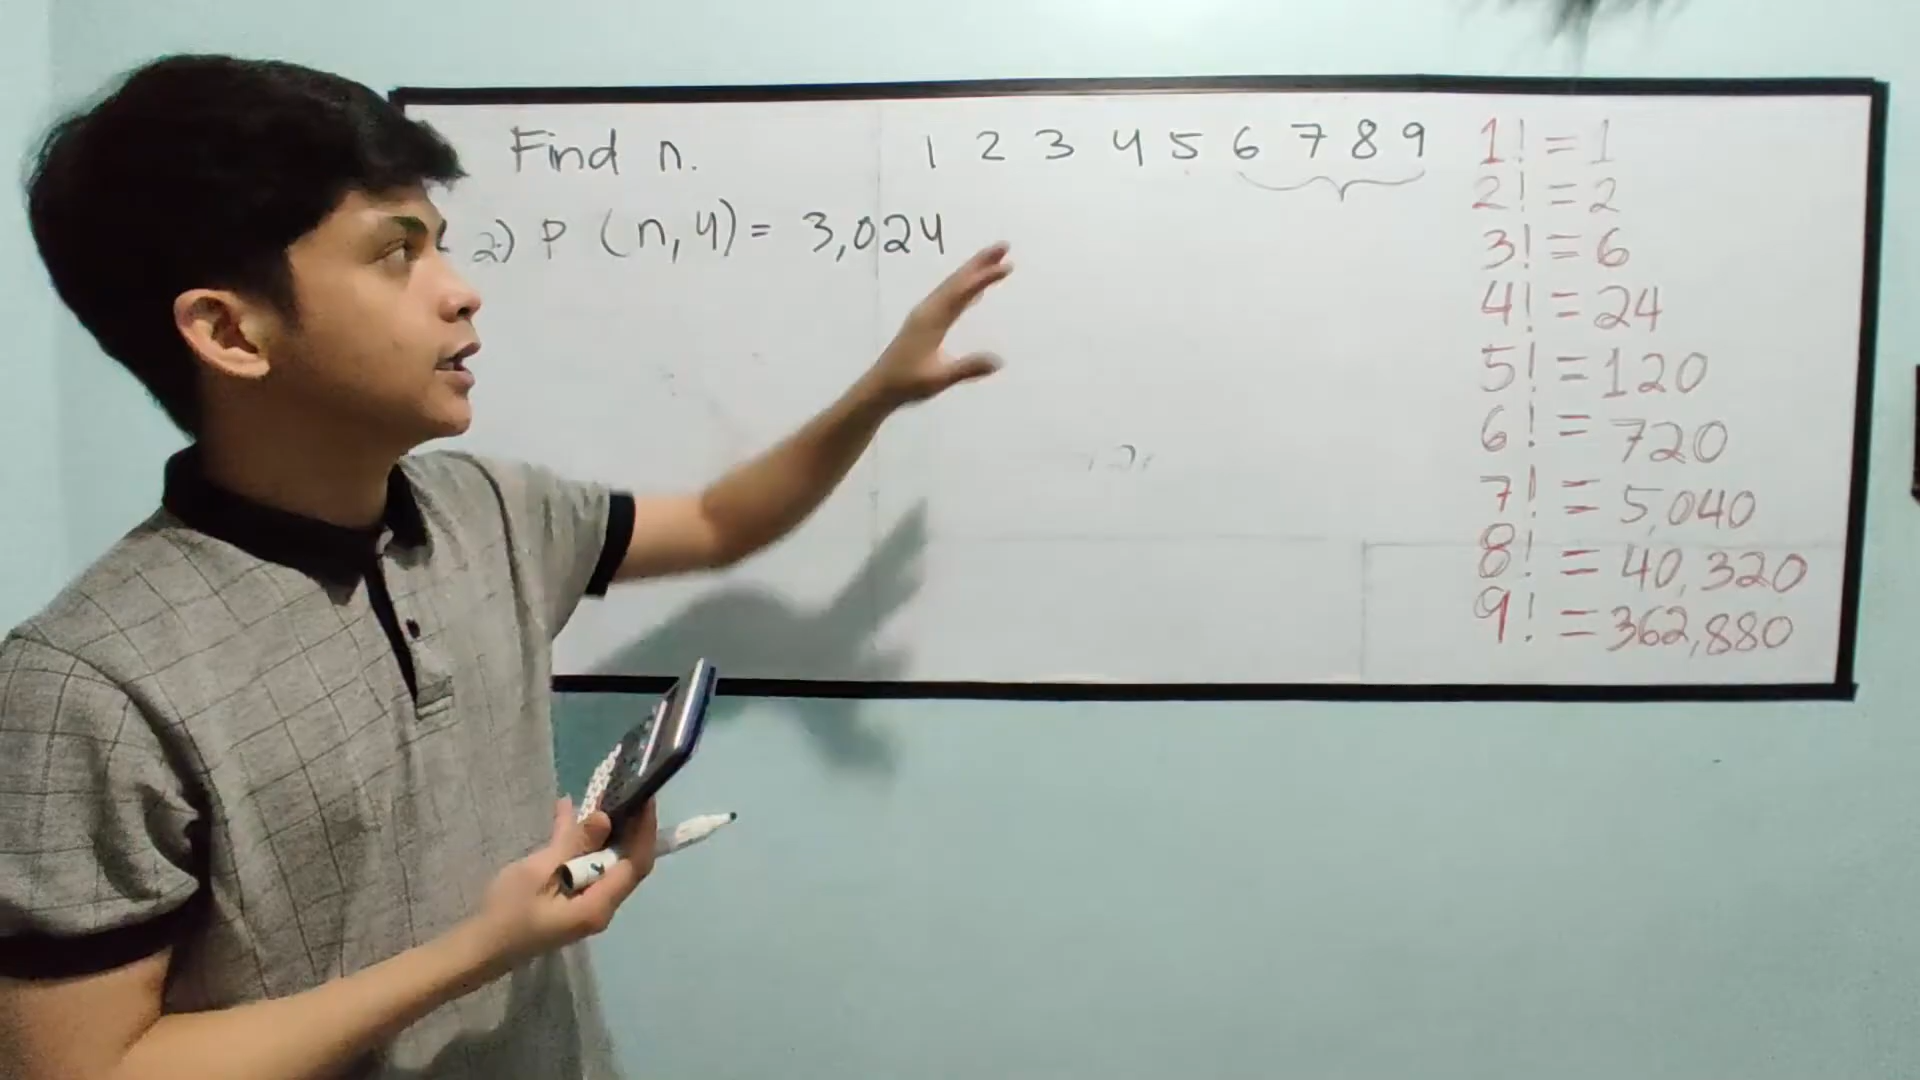 Find n.
2) P (n,4) = 3,024
1 2 3 4 5 6 7 8 9
1! = 1
2! = 2
3! = 6
4! = 24
5! = 120
6! = 720
7! = 5,040
8! = 40,320
9! = 362,880